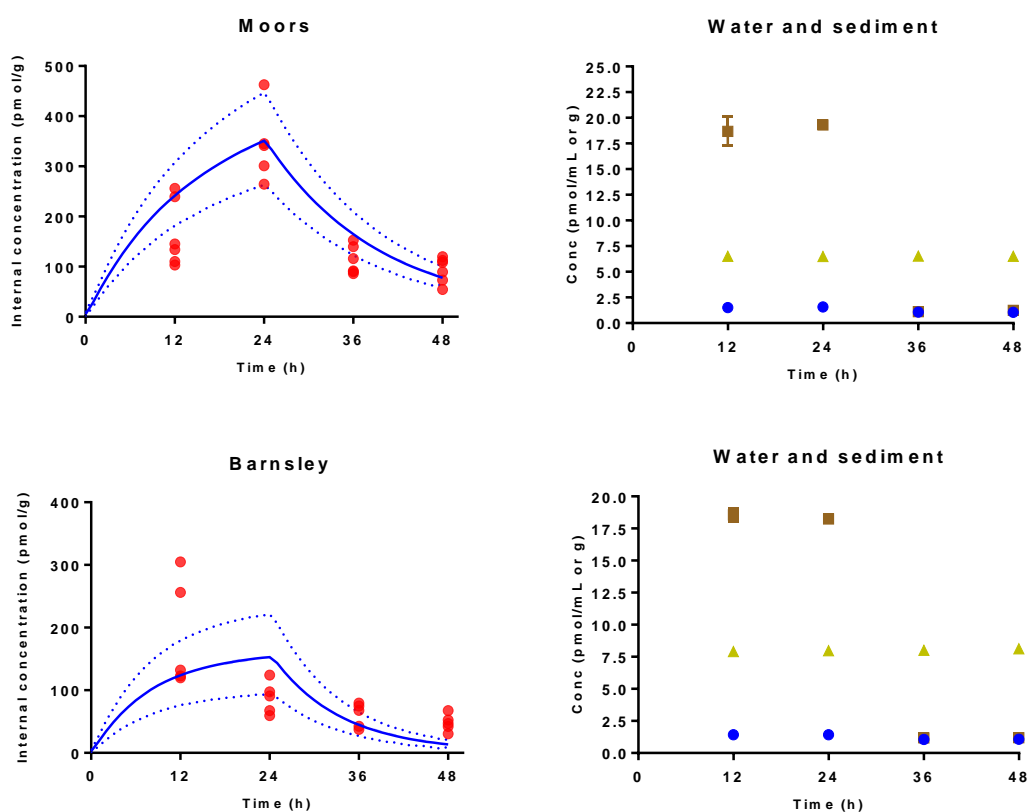 Moors
Internal concentration (pmol/g)
500
400
300
200
100
0
0 12 24 36 48
Time (h)
Water and sediment
Conc (pmol/mL or g)
25.0
22.5
20.0
17.5
15.0
12.5
10.0
7.5
5.0
2.5
0.0
0 12 24 36 48
Time (h)
Barnsley
Internal concentration (pmol/g)
400
300
200
100
0
0 12 24 36 48
Time (h)
Water and sediment
Conc (pmol/mL or g)
20.0
17.5
15.0
12.5
10.0
7.5
5.0
2.5
0.0
0 12 24 36 48
Time (h)